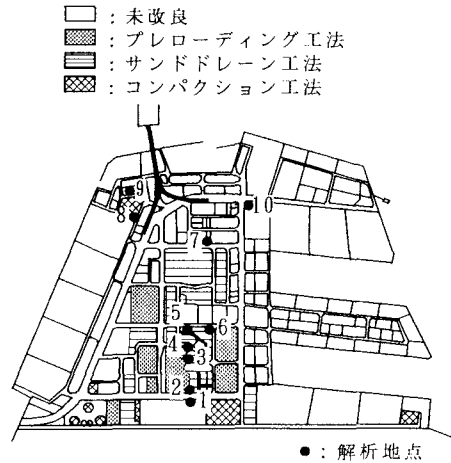 ：未改良
：プレローディング工法
：サンドドレーン工法
：コンパクション工法
9
8
10
7
5
6
4
3
2
1
●：解析地点